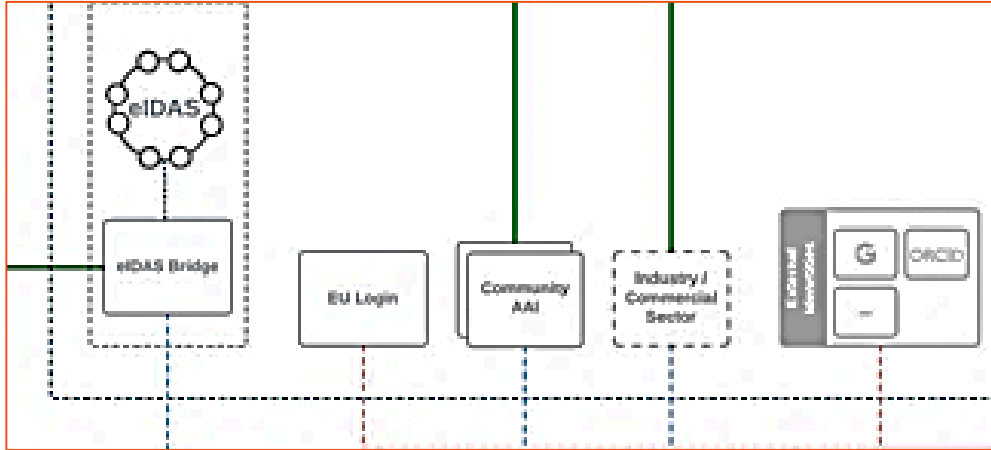 eIDAS
eIDAS Bridge
EU Login
Community
AAI
Industry /
Commercial
Sector
G
ORCID